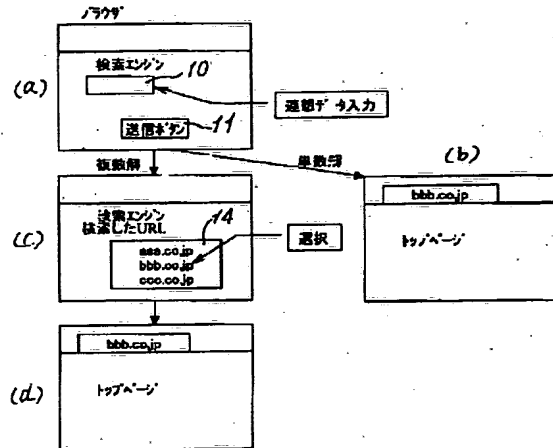 ブラウザ
(a)
検索エンジン
10
連想データ入力
送信ボタン
11
複数解
単数解
(b)
(c)
検索エンジン
検索したURL
14
aaa.co.jp
bbb.co.jp
ccc.co.jp
選択
bbb.co.jp
トップページ
(d)
bbb.co.jp
トップページ